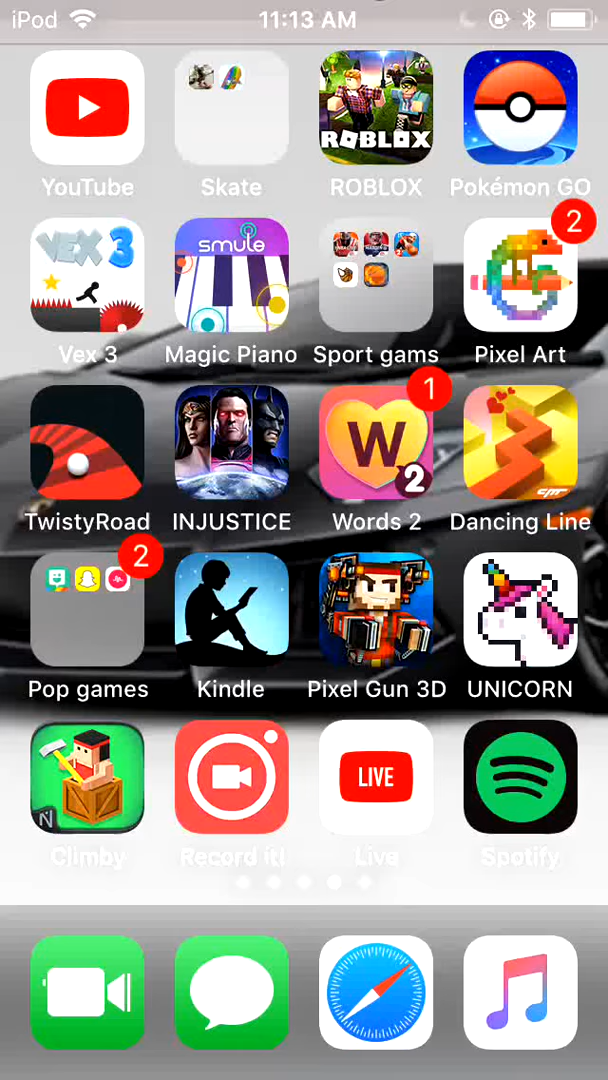 iPod 11:13 AM
YouTube Skate ROBLOX Pokémon GO
ROBLOX
VEX 3
smule
2
Vex 3 Magic Piano Sport gams Pixel Art
W
2
1
TwistyRoad INJUSTICE Words 2 Dancing Line
2
Pop games Kindle Pixel Gun 3D UNICORN
N
LIVE
Climby Record it! Live Spotify